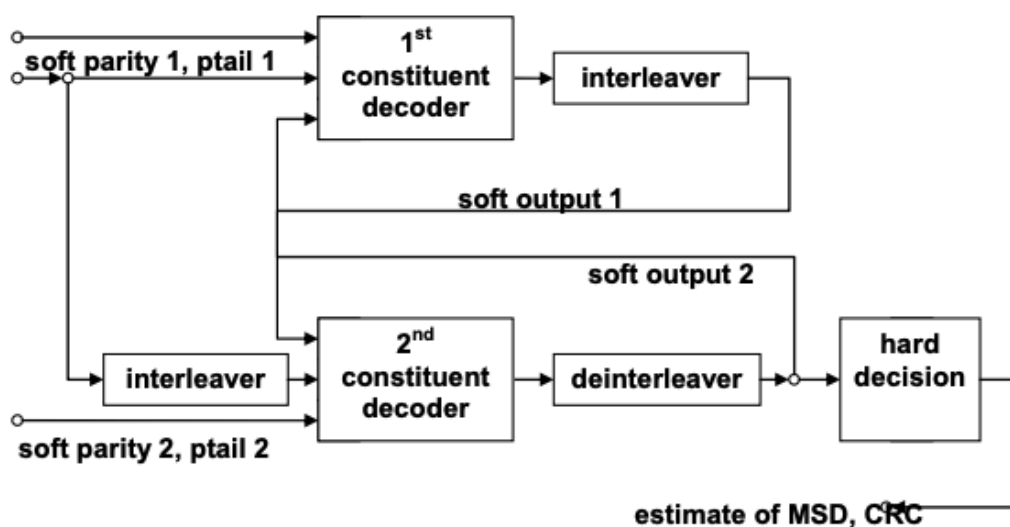 1st
constituent
decoder
soft parity 1, ptail 1
interleaver
soft output 1
soft output 2
2nd
constituent
decoder
interleaver
deinterleaver
hard
decision
soft parity 2, ptail 2
estimate of MSD, CRC